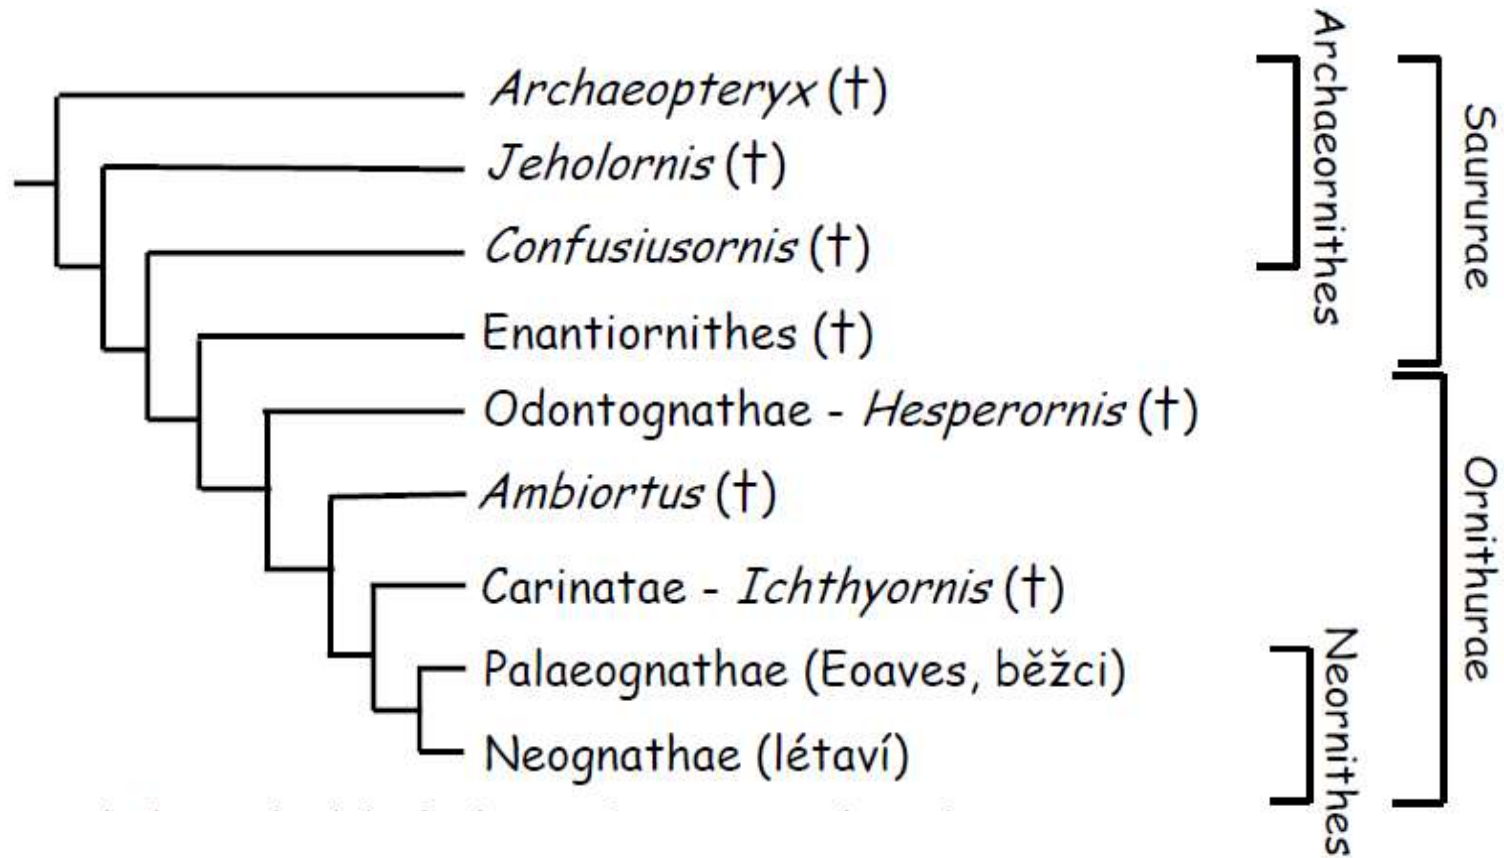 Archaeopteryx (†)
Jeholornis (†)
Confusiusornis (†)
Enantiornithes (†)
Odontognathae - Hesperornis (†)
Ambiortus (†)
Carinatae - Ichthyornis (†)
Palaeognathae (Eoaves, běžci)
Neognathae (létaví)
Archaeornithes
Neornithes
Saururae
Ornithurae